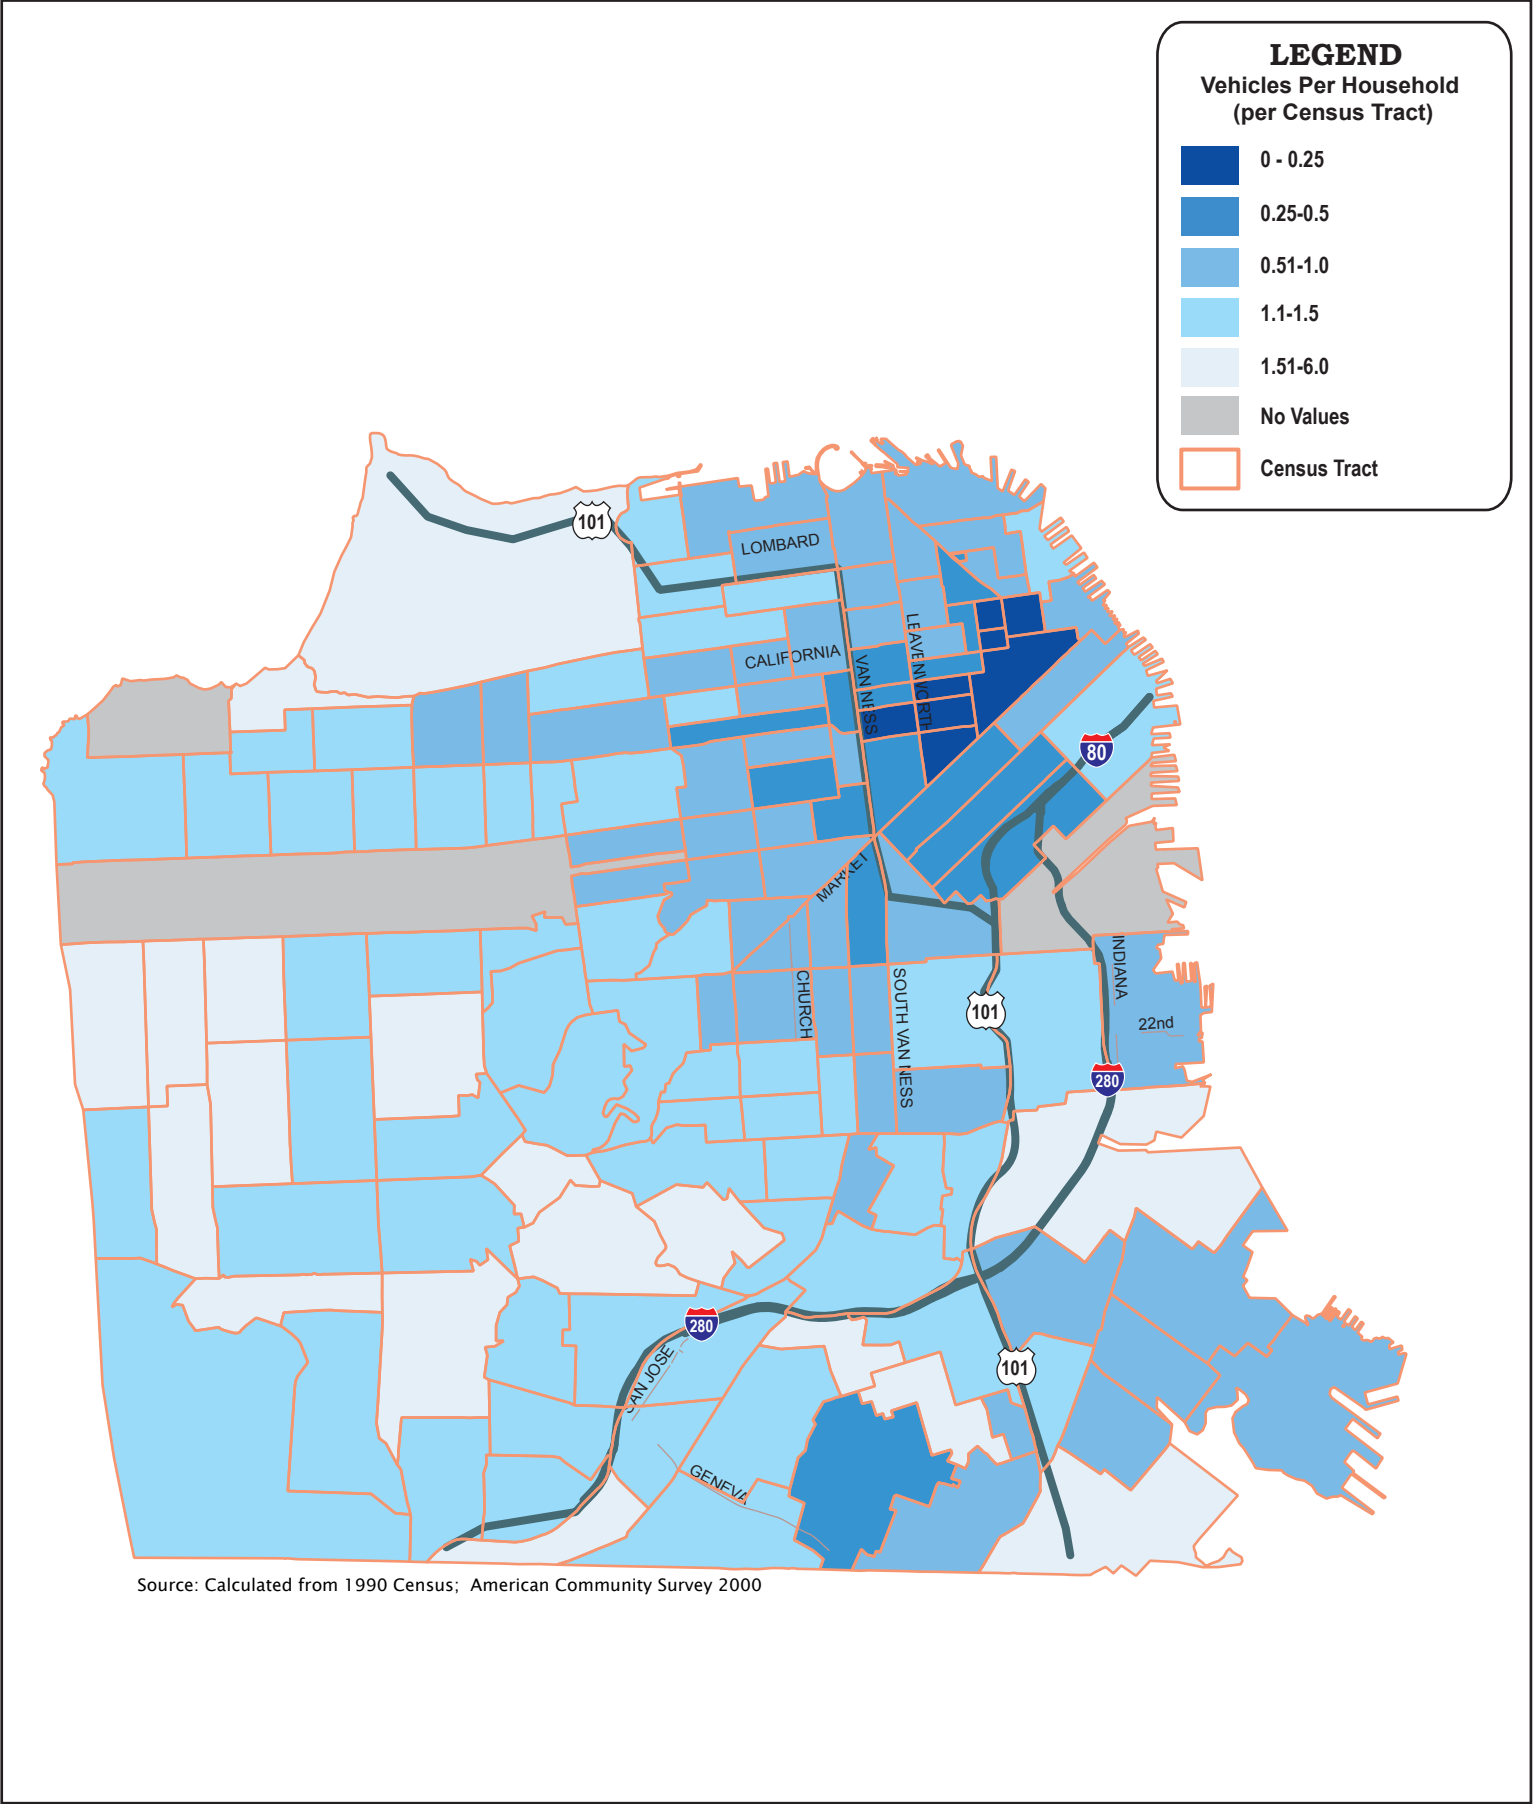 LEGEND
Vehicles Per Household
(per Census Tract)
0 - 0.25
0.25-0.5
0.51-1.0
1.1-1.5
1.51-6.0
No Values
Census Tract
101
LOMBARD
LEAVENWORTH
CALIFORNIA
VAN NESS
80
MARKET
INDIANA
CHURCH
SOUTH VAN NESS
101
22nd
280
280
SAN JOSE
101
GENEVA
Source: Calculated from 1990 Census;  American Community Survey 2000